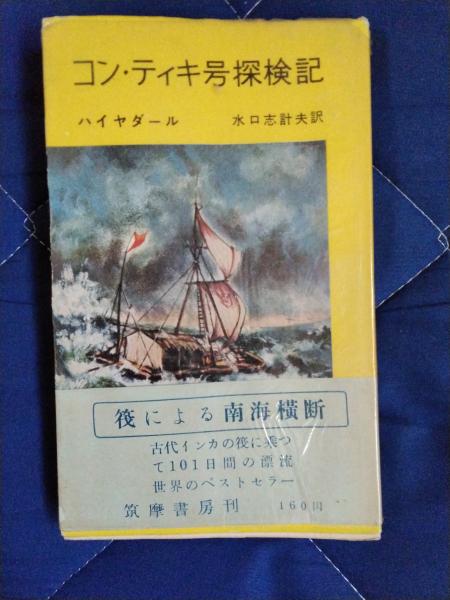 コン・ティキ号探検記
ハイヤダール 水口志計夫訳
筏による南海横断
古代インカの筏に乗つ
て101日間の漂流
世界のベストセラー
筑摩書房刊 160円